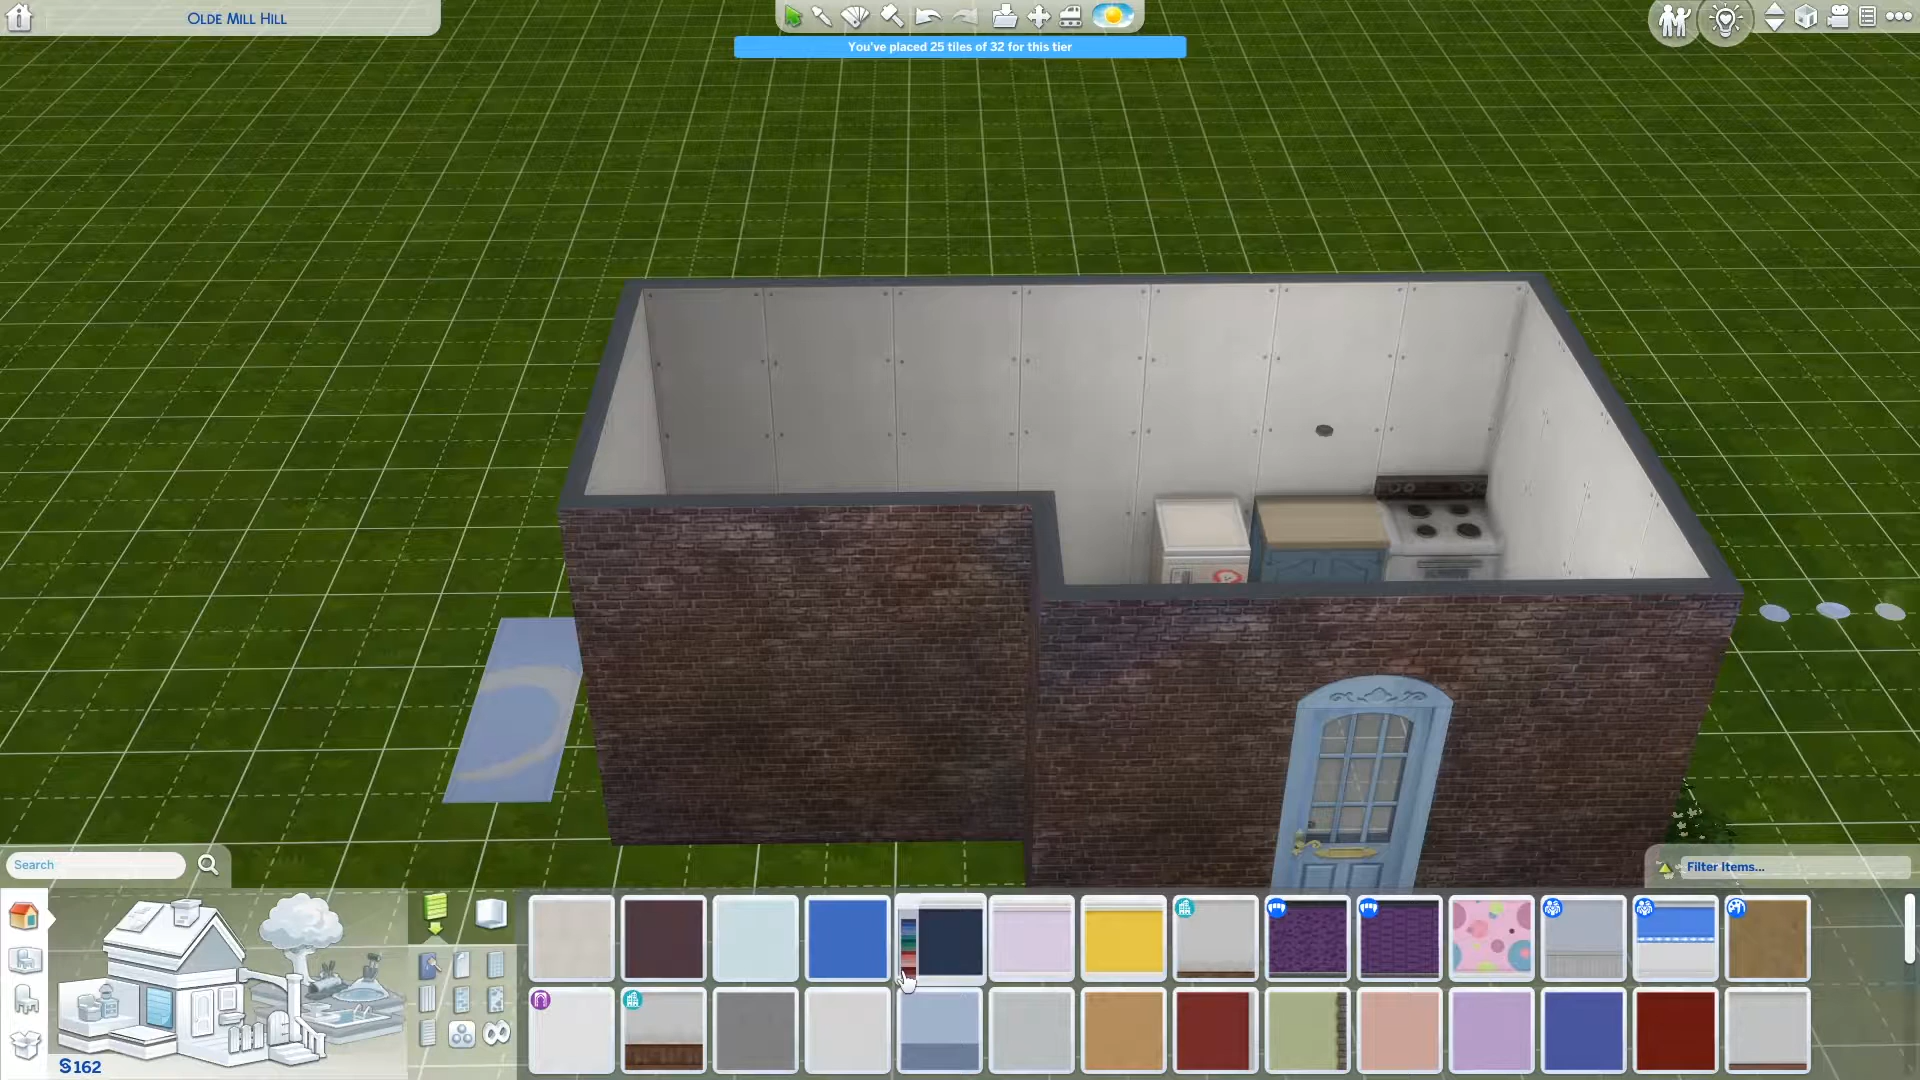 OLDE MILL HILL
You've placed 25 tiles of 32 for this tier
Search
Filter Items...
§162